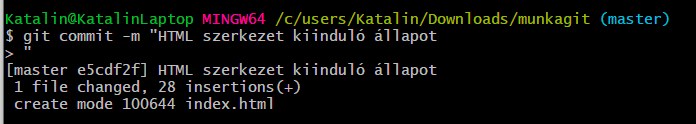 Katalin@KatalinLaptop MINGW64 /c/users/Katalin/Downloads/munkagit (master)
$ git commit -m "HTML szerkezet kiinduló állapot
> "
[master e5cdf2f] HTML szerkezet kiinduló állapot
 1 file changed, 28 insertions(+)
 create mode 100644 index.html